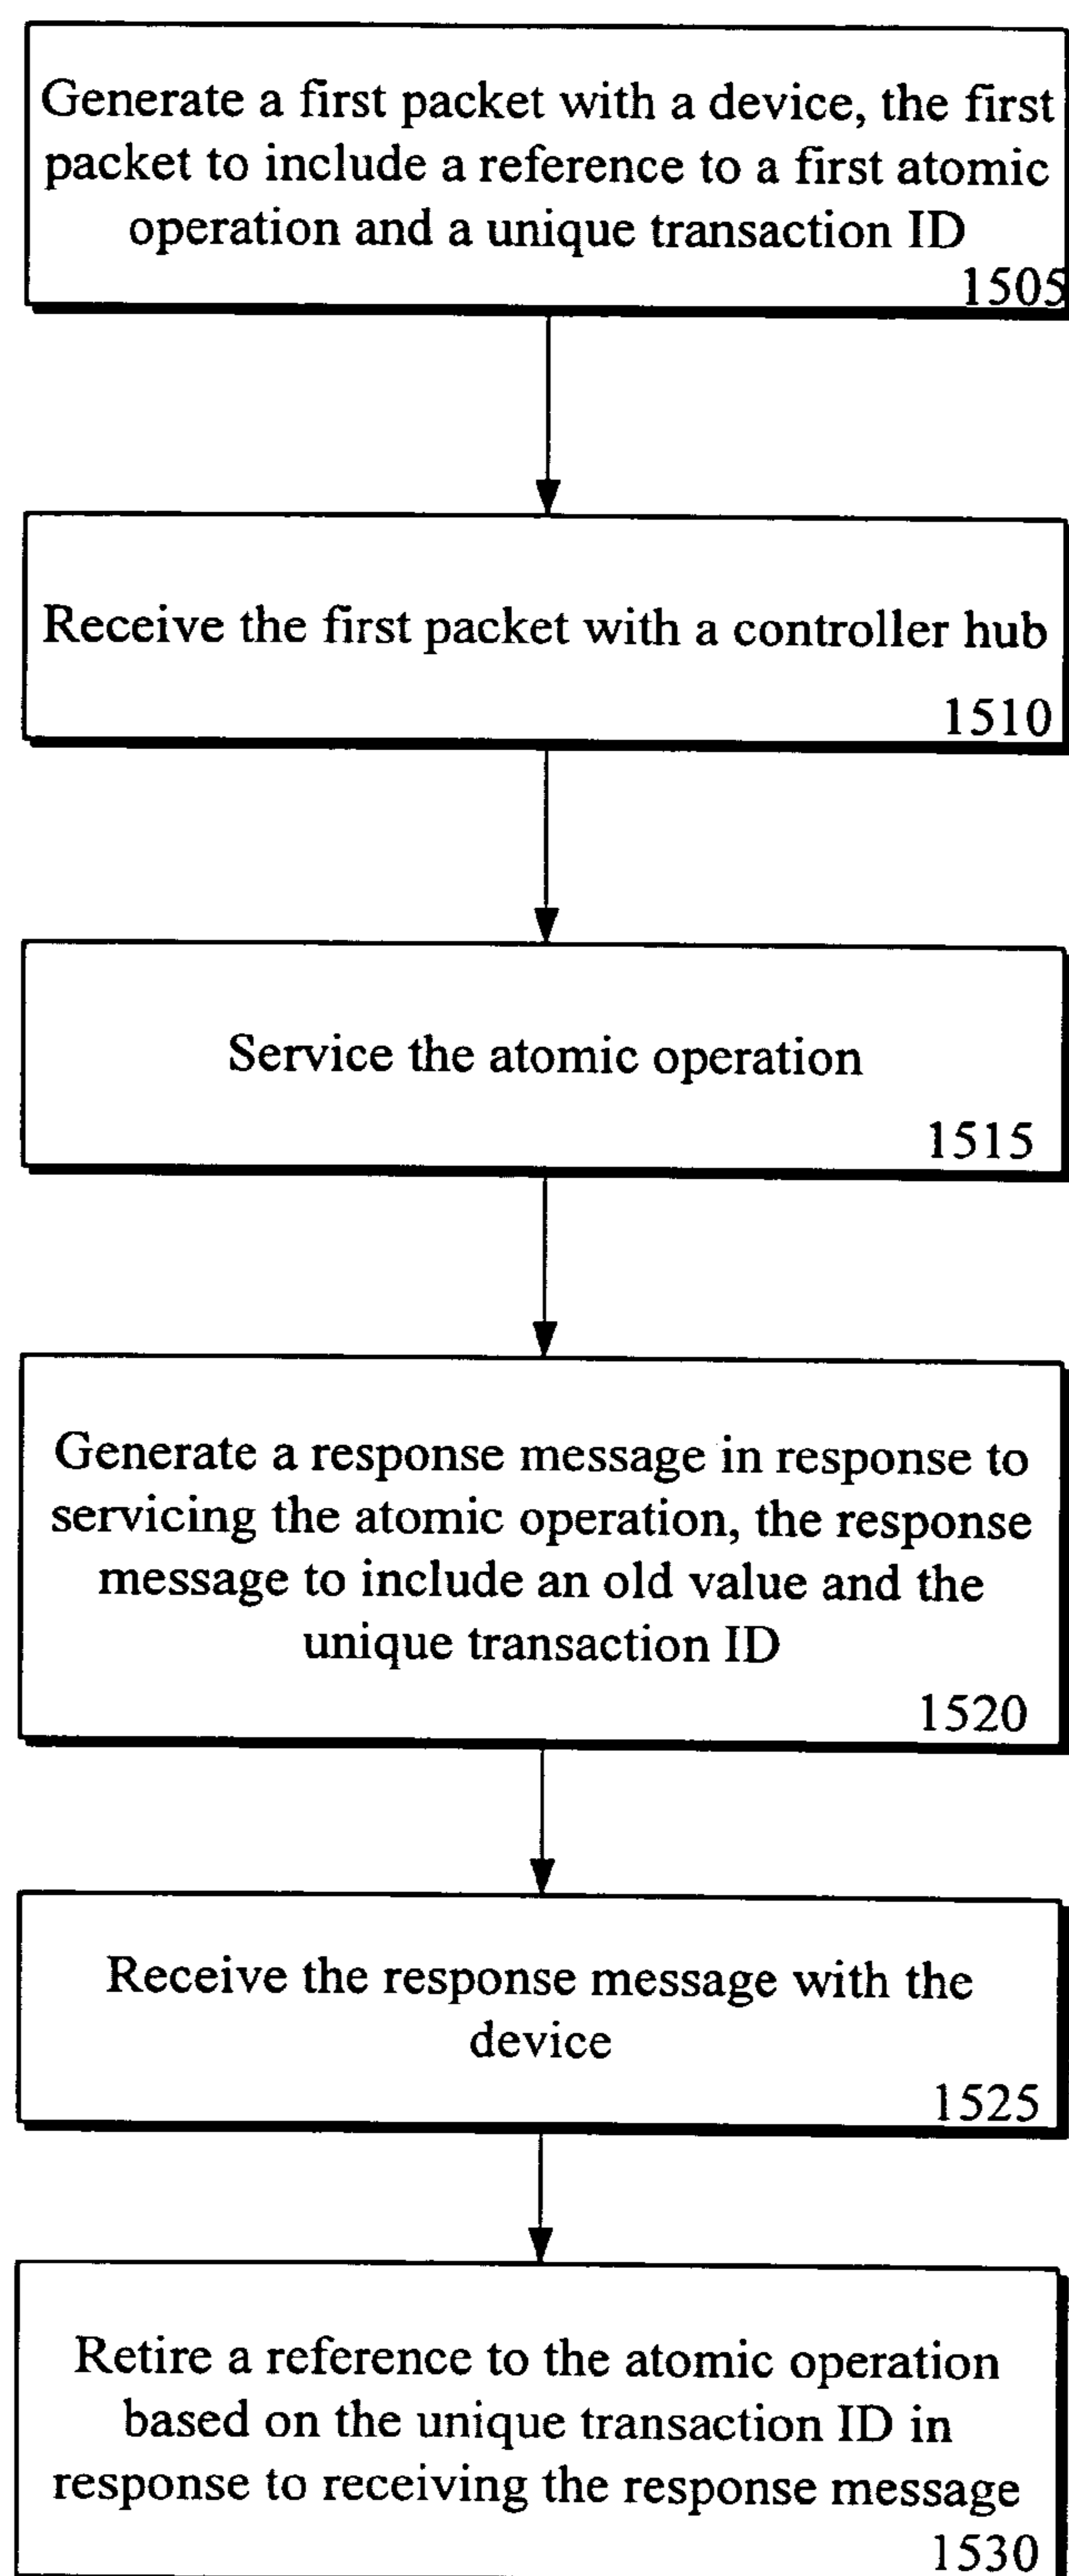 Generate a first packet with a device, the first
packet to include a reference to a first atomic
operation and a unique transaction ID
1505
Receive the first packet with a controller hub
1510
Service the atomic operation
1515
Generate a response message in response to
servicing the atomic operation, the response
message to include an old value and the
unique transaction ID
1520
Receive the response message with the
device
1525
Retire a reference to the atomic operation
based on the unique transaction ID in
response to receiving the response message
1530